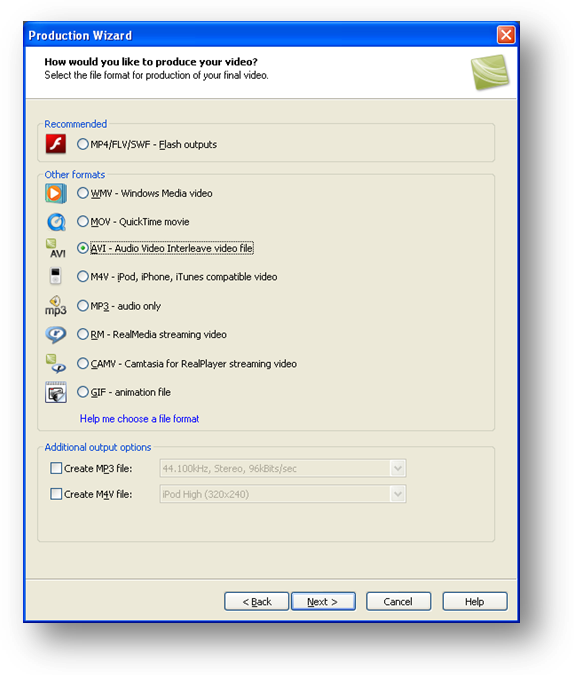 Production Wizard
How would you like to produce your video?
Select the file format for production of your final video.
Recommended
MP4/FLV/SWF - Flash outputs
Other formats
WMV - Windows Media video
MOV - QuickTime movie
AVI
AVI - Audio Video Interleave video file
M4V - iPod, iPhone, iTunes compatible video
mp3
MP3 - audio only
RM - RealMedia streaming video
CAMV - Camtasia for RealPlayer streaming video
GIF - animation file
Help me choose a file format
Additional output options
Create MP3 file: 44.100kHz, Stereo, 96kBits/sec
Create M4V file: iPod High (320x240)
< Back Next > Cancel Help